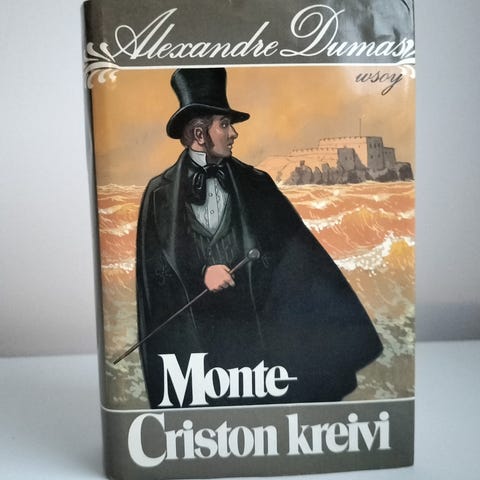 Alexandre Dumas
wsoy
Monte-
Criston kreivi